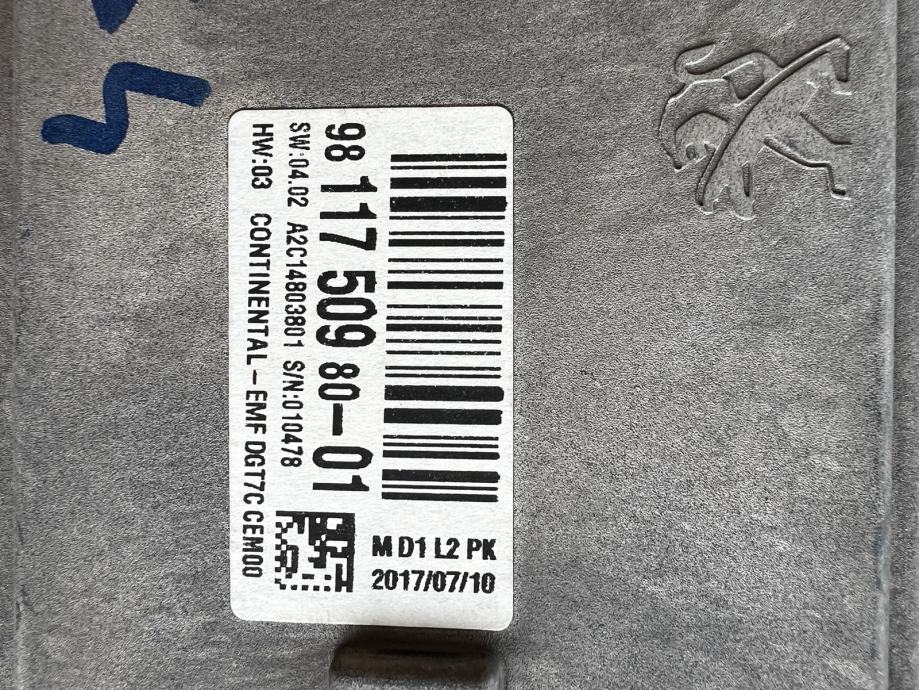 98 117 509 80-01
SW:04.02 A2C14803801 S/N:010478
HW:03 CONTINENTAL-EMF DGT7C CEM00
M D1 L2 PK
2017/07/10